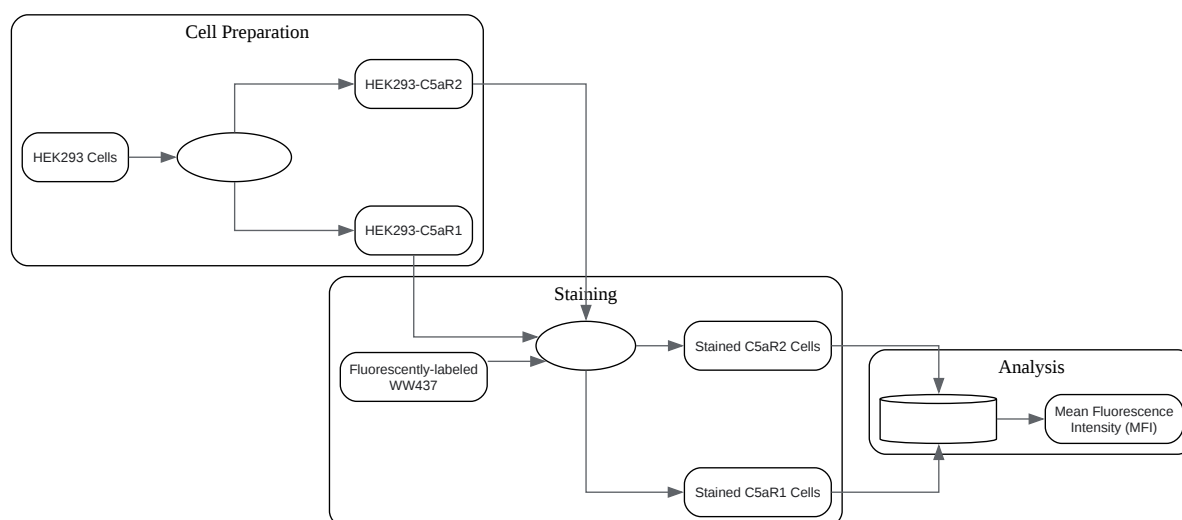 Cell Preparation
HEK293-C5aR2
HEK293 Cells
HEK293-C5aR1
Staining
Stained C5aR2 Cells
Fluorescently-labeled
WW437
Analysis
Mean Fluorescence
Intensity (MFI)
Stained C5aR1 Cells